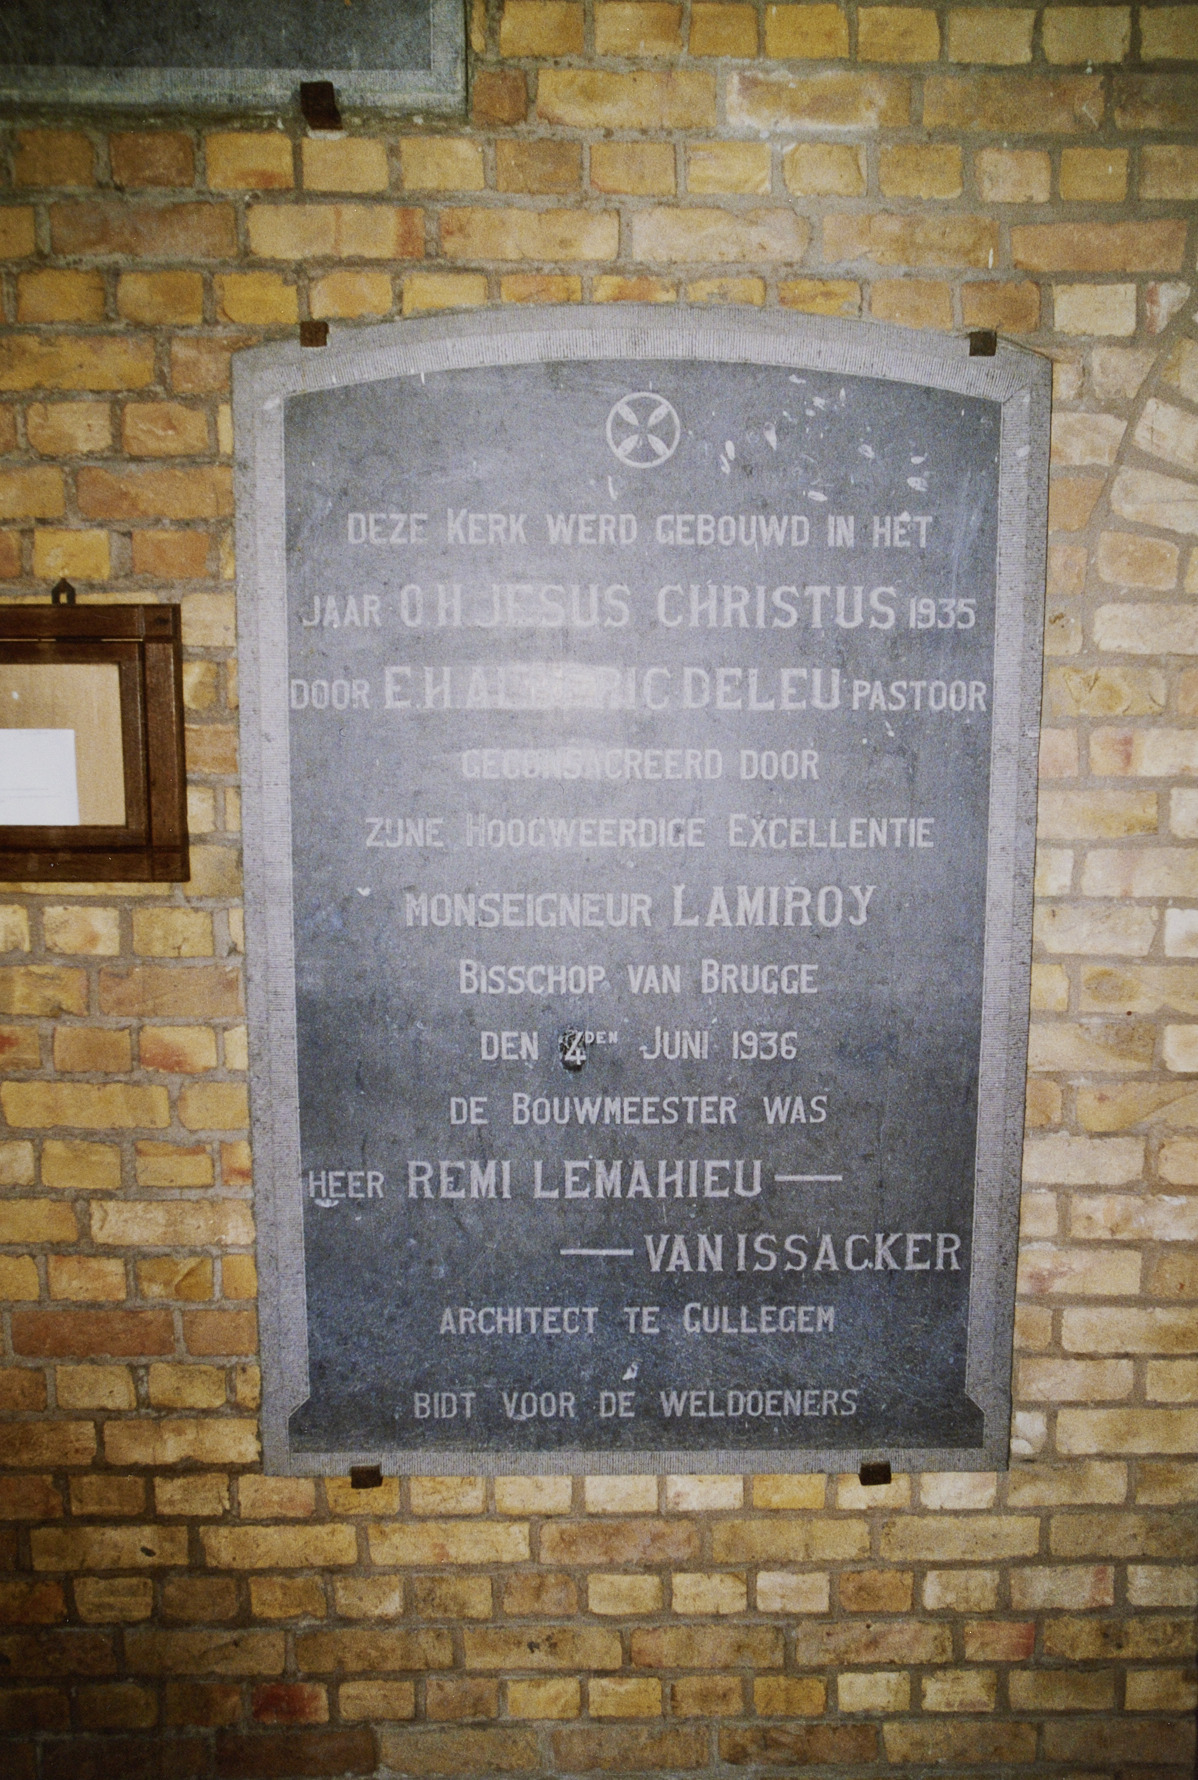 DEZE KERK WERD GEBOUWD IN HET
JAAR O H JESUS CHRISTUS 1935
DOOR E.H. DELEU PASTOOR
GECONSACREERD DOOR
ZIJNE HOOGWEERDIGE EXCELLENTIE
MONSEIGNEUR LAMIROY
BISSCHOP VAN BRUGGE
DEN 4DEN JUNI 1936
DE BOUWMEESTER WAS
HEER REMI LEMAHIEU —
— VAN ISSACKER
ARCHITECT TE GULLEGEM
BIDT VOOR DE WELDOENERS